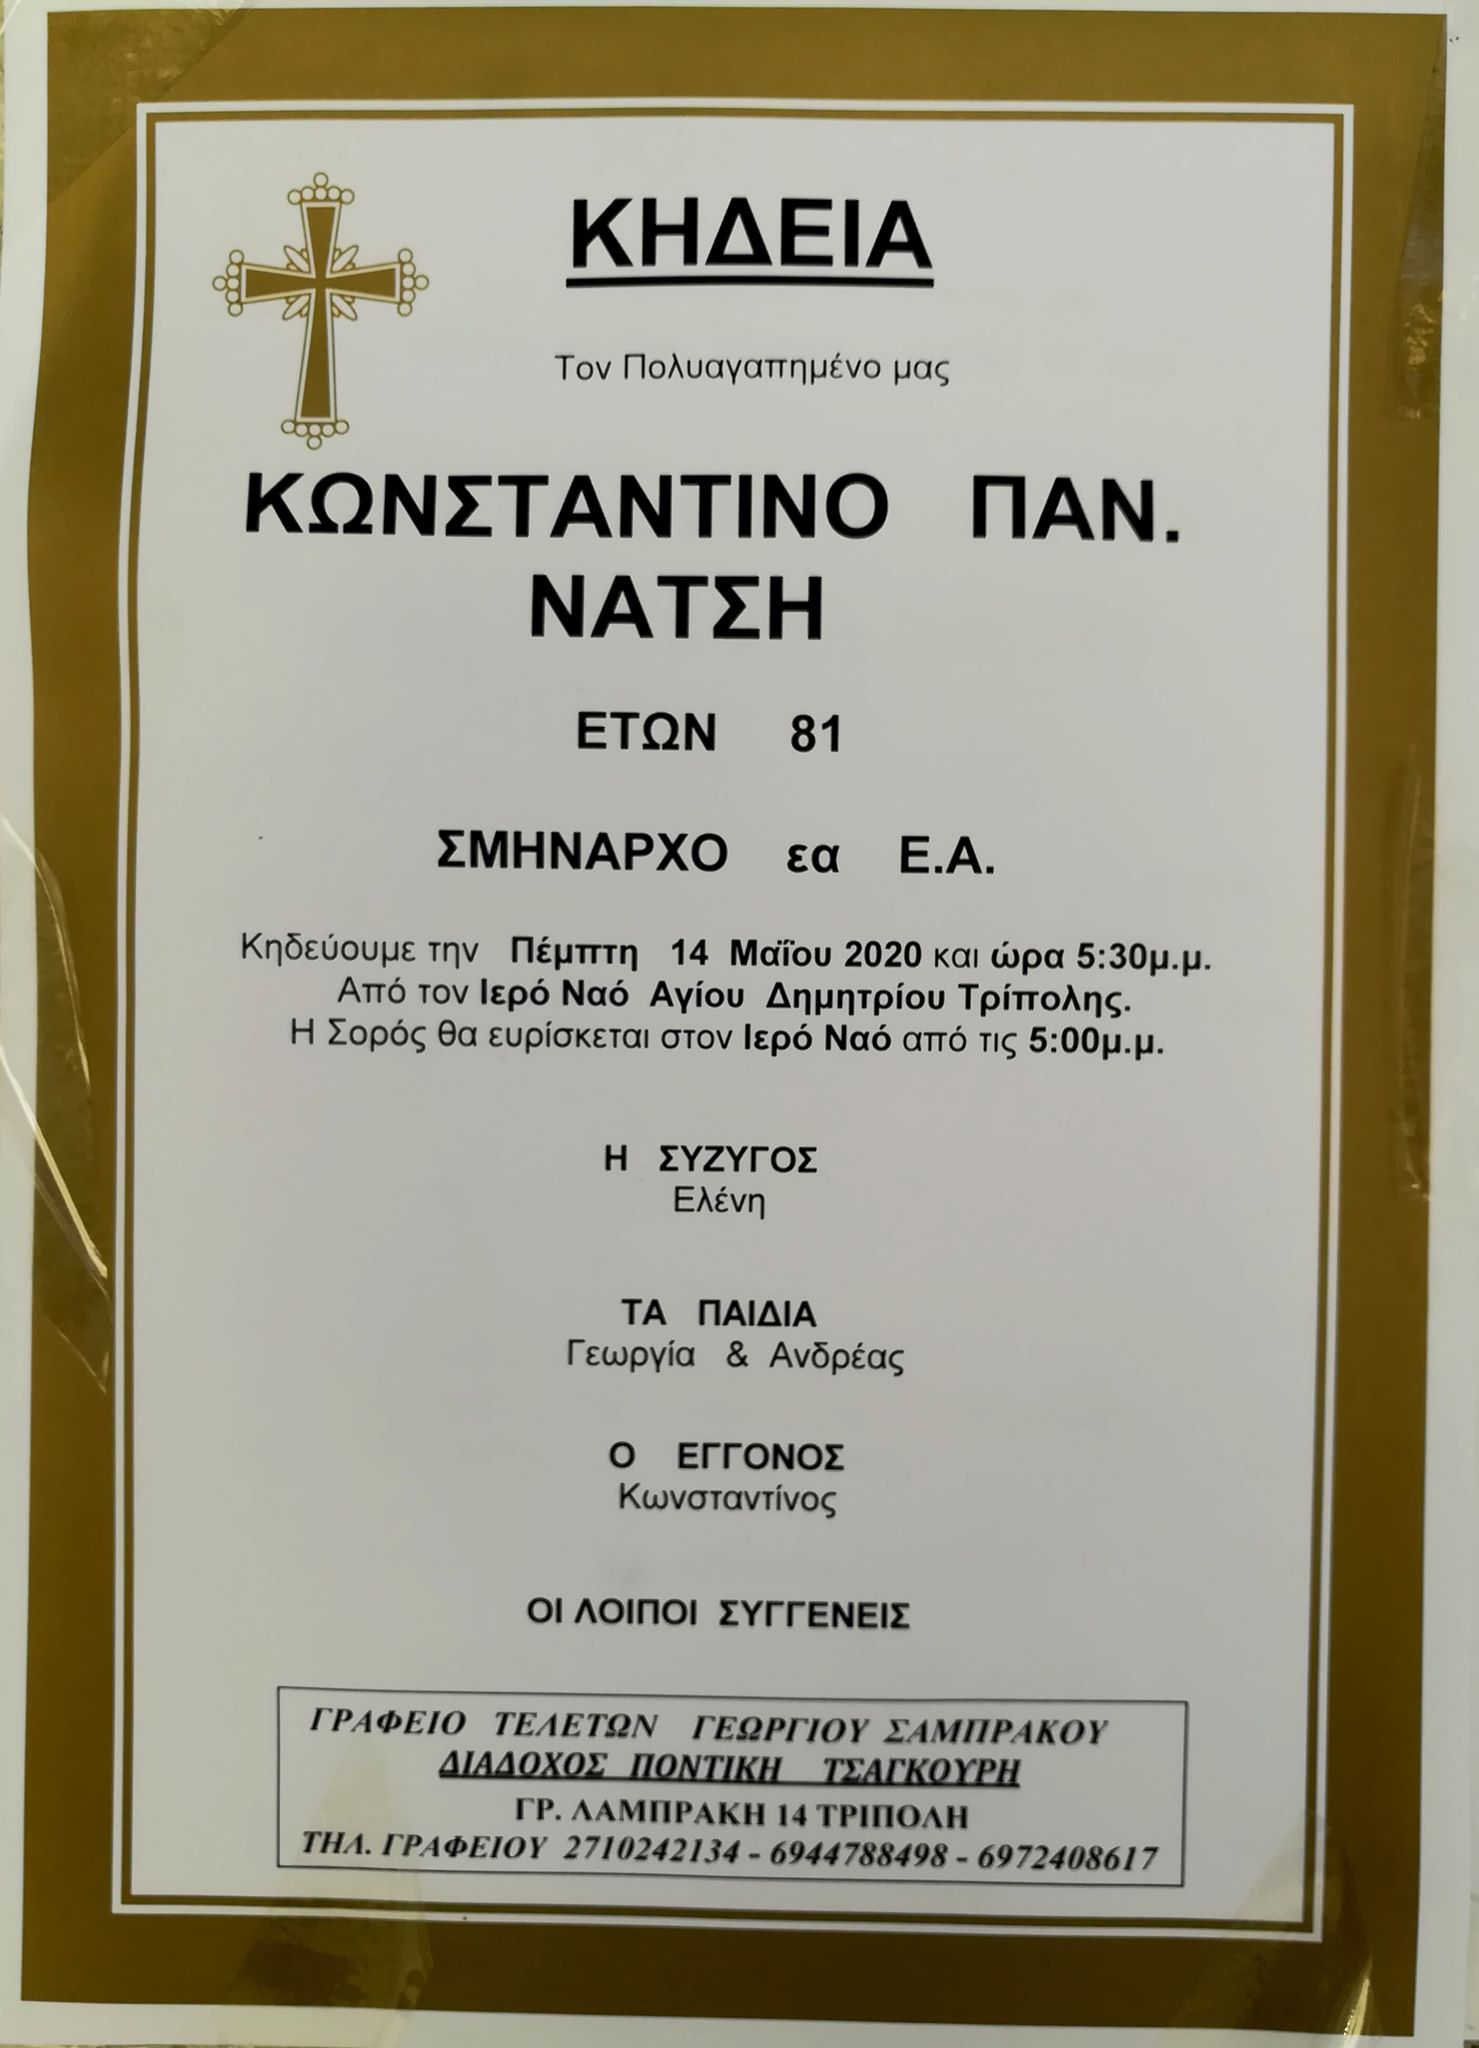 ΚΗΔΕΙΑ
Τον Πολυαγαπημένο μας
ΚΩΝΣΤΑΝΤΙΝΟ ΠΑΝ.
ΝΑΤΣΗ
ΕΤΩΝ 81
ΣΜΗΝΑΡΧΟ εα Ε.Α.
Κηδεύουμε την Πέμπτη 14 Μαΐου 2020 και ώρα 5:30μ.μ.
Από τον Ιερό Ναό Αγίου Δημητρίου Τρίπολης.
Η Σορός θα ευρίσκεται στον Ιερό Ναό από τις 5:00μ.μ.
Η ΣΥΖΥΓΟΣ
Ελένη
ΤΑ ΠΑΙΔΙΑ
Γεωργία & Ανδρέας
Ο ΕΓΓΟΝΟΣ
Κωνσταντίνος
ΟΙ ΛΟΙΠΟΙ ΣΥΓΓΕΝΕΙΣ
ΓΡΑΦΕΙΟ ΤΕΛΕΤΩΝ ΓΕΩΡΓΙΟΥ ΣΑΜΠΡΑΚΟΥ
ΔΙΑΔΟΧΟΣ ΠΟΝΤΙΚΗ ΤΣΑΓΚΟΥΡΗ
ΓΡ. ΛΑΜΠΡΑΚΗ 14 ΤΡΙΠΟΛΗ
ΤΗΛ. ΓΡΑΦΕΙΟΥ 2710242134 - 6944788498 - 6972408617